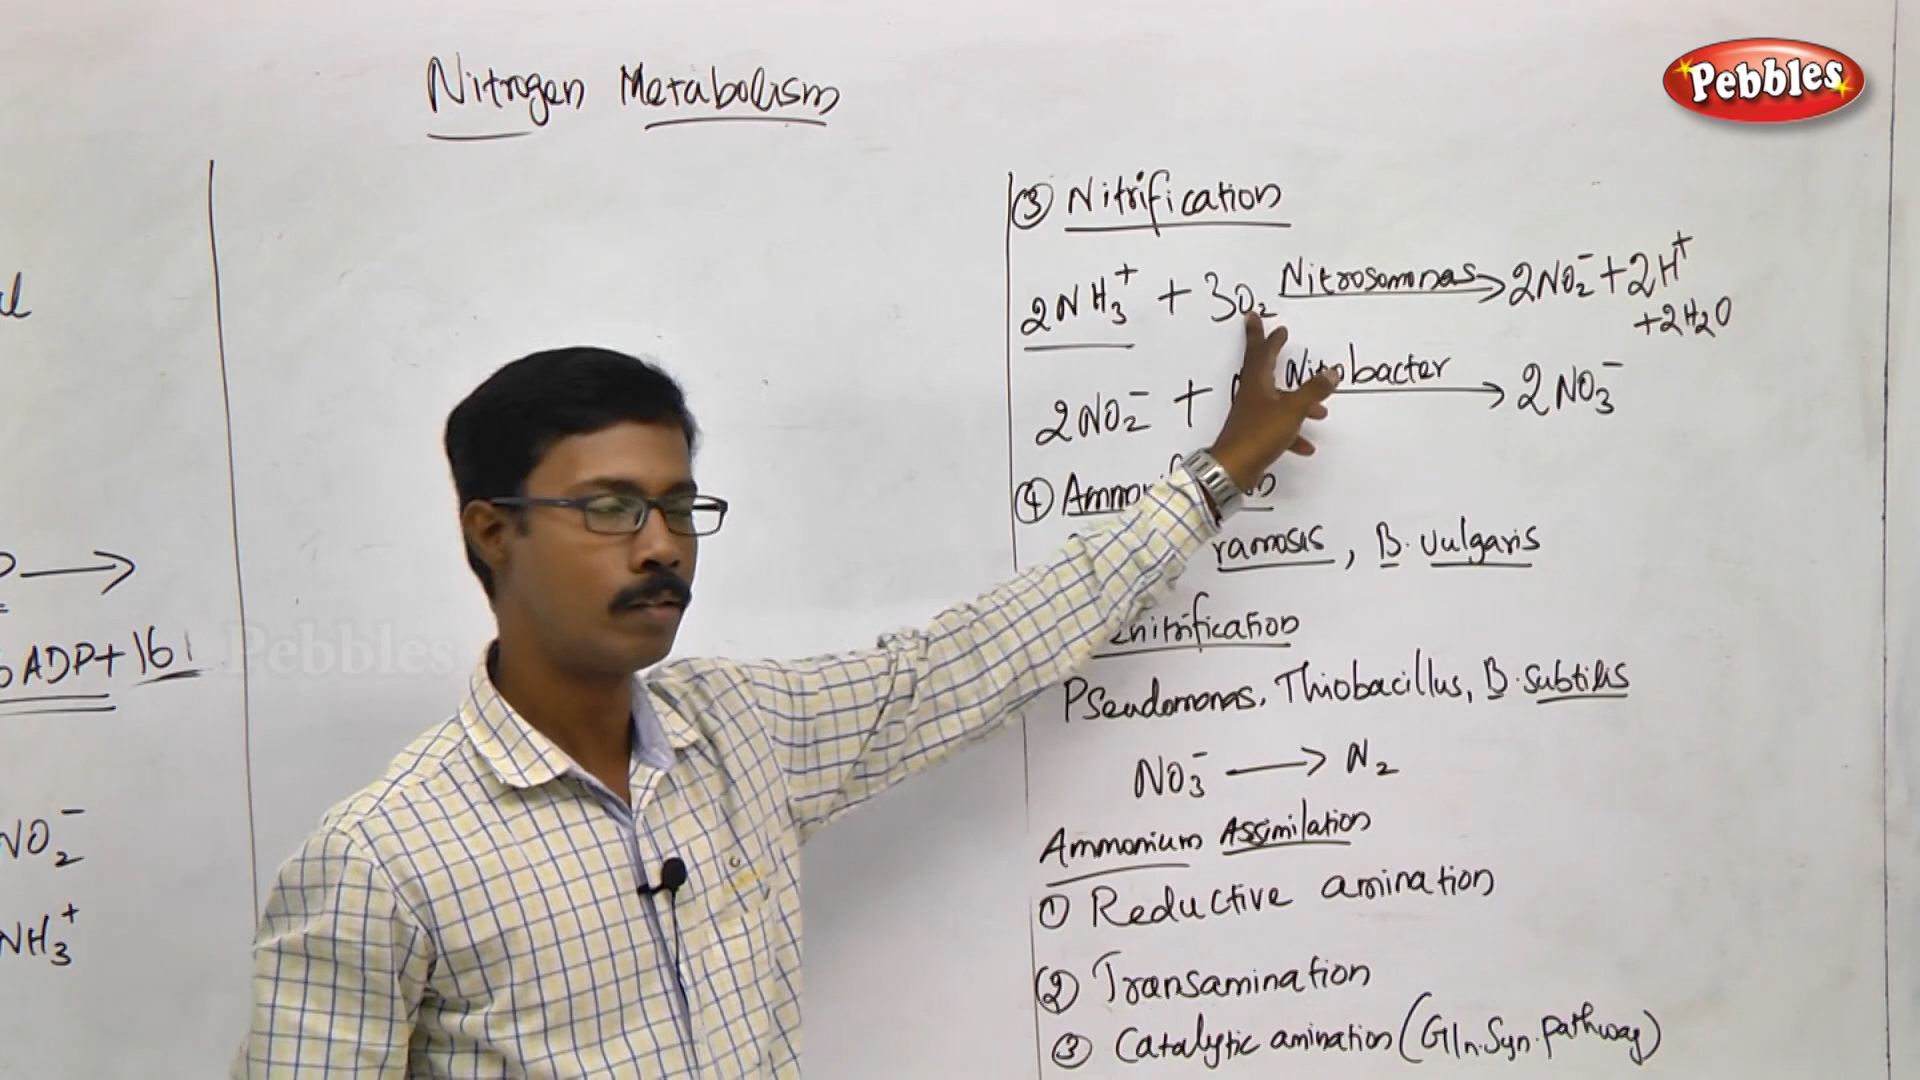 Pebbles
Nitrogen Metabolism
ADP + 16
NO₂⁻
NH₃⁺
③ Nitrification
2NH₃⁺ + 3O₂ Nitrosomonas → 2NO₂⁻ + 2H⁺
+ 2H₂O
2NO₂⁻ + Nitrobacter → 2NO₃⁻
④
ramosis, B. vulgaris
enitrification
Pseudomonas, Thiobacillus, B. Subtilis
NO₃⁻ → N₂
Ammonium Assimilation
① Reductive amination
② Transamination
③ Catalytic amination (Gln. Syn. pathway)
Pebbles